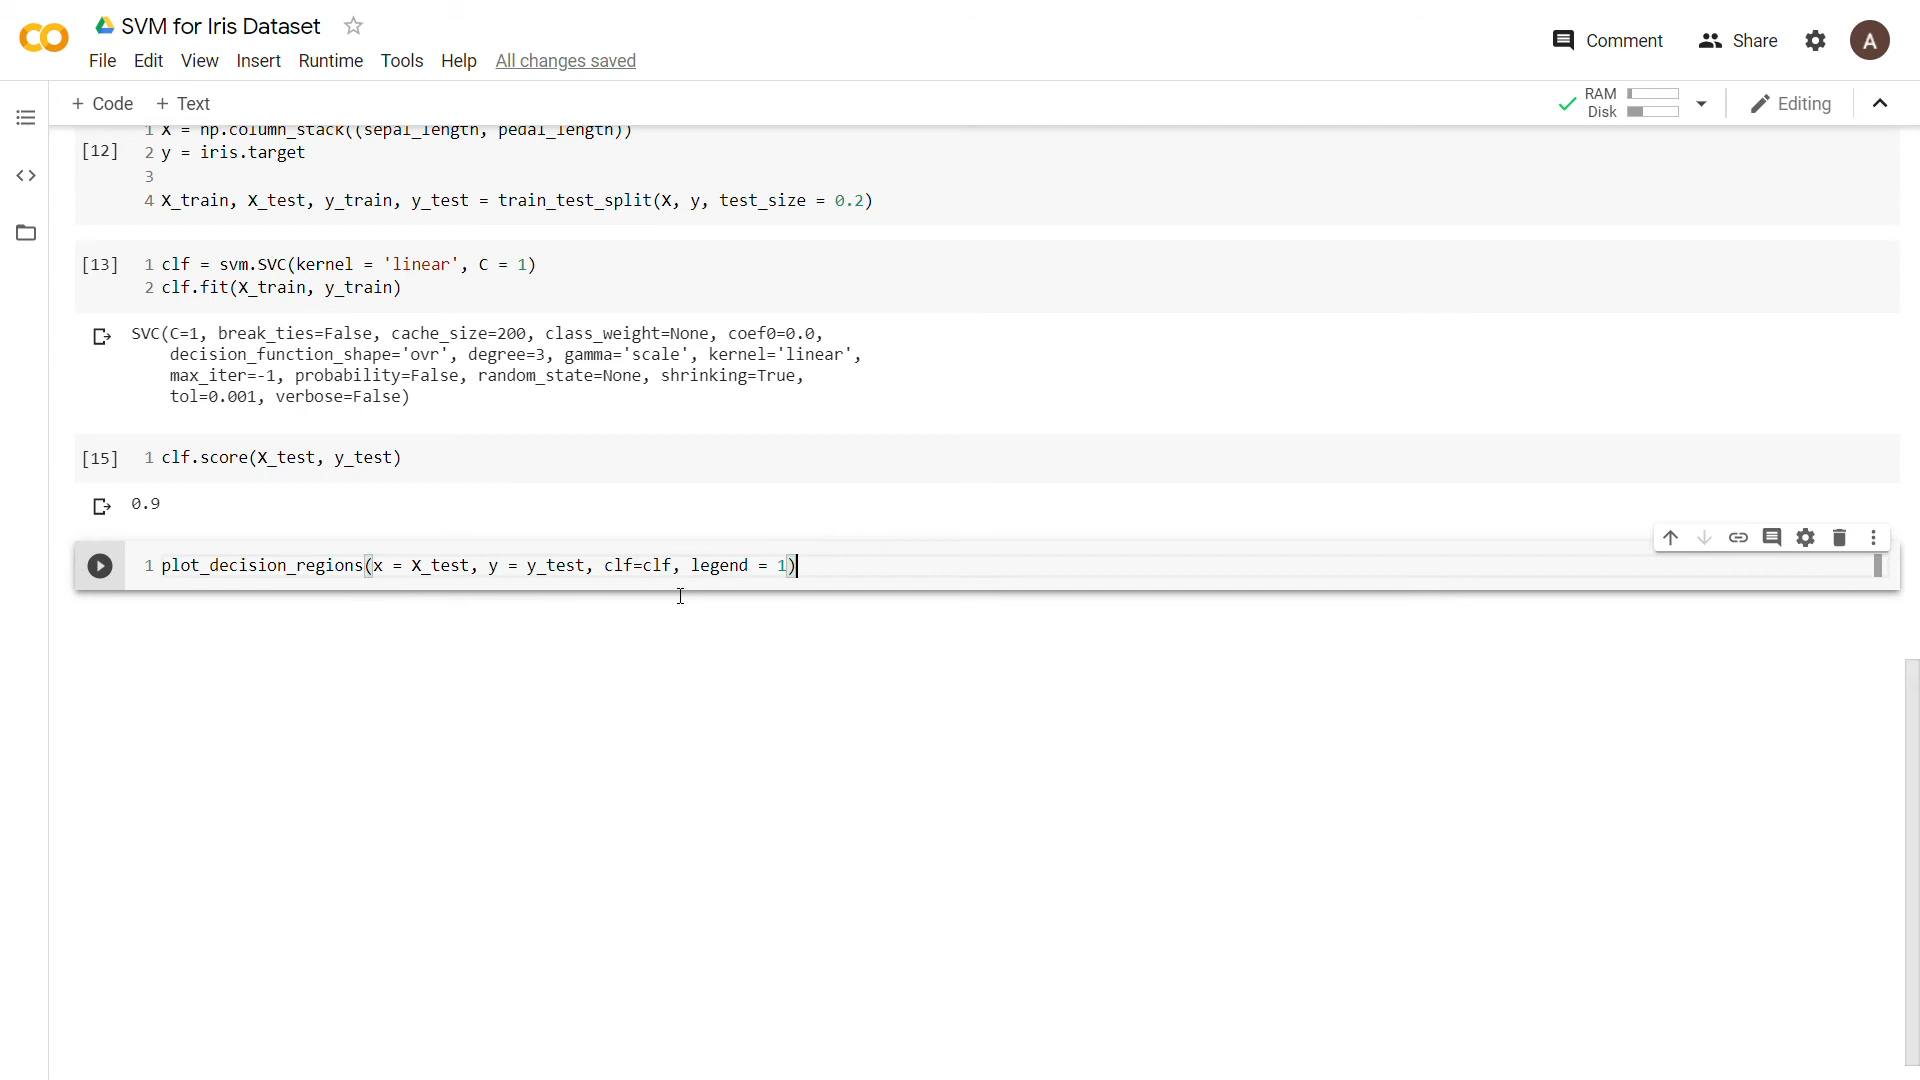 SVM for Iris Dataset
File Edit View Insert Runtime Tools Help All changes saved
Comment Share A
+ Code + Text
RAM
Disk
Editing
1 X = np.column_stack((sepal_length, pedal_length))
[12] 2 y = iris.target
3
4 X_train, X_test, y_train, y_test = train_test_split(X, y, test_size = 0.2)
[13] 1 clf = svm.SVC(kernel = 'linear', C = 1)
2 clf.fit(X_train, y_train)
SVC(C=1, break_ties=False, cache_size=200, class_weight=None, coef0=0.0,
decision_function_shape='ovr', degree=3, gamma='scale', kernel='linear',
max_iter=-1, probability=False, random_state=None, shrinking=True,
tol=0.001, verbose=False)
[15] 1 clf.score(X_test, y_test)
0.9
1 plot_decision_regions(x = X_test, y = y_test, clf=clf, legend = 1)